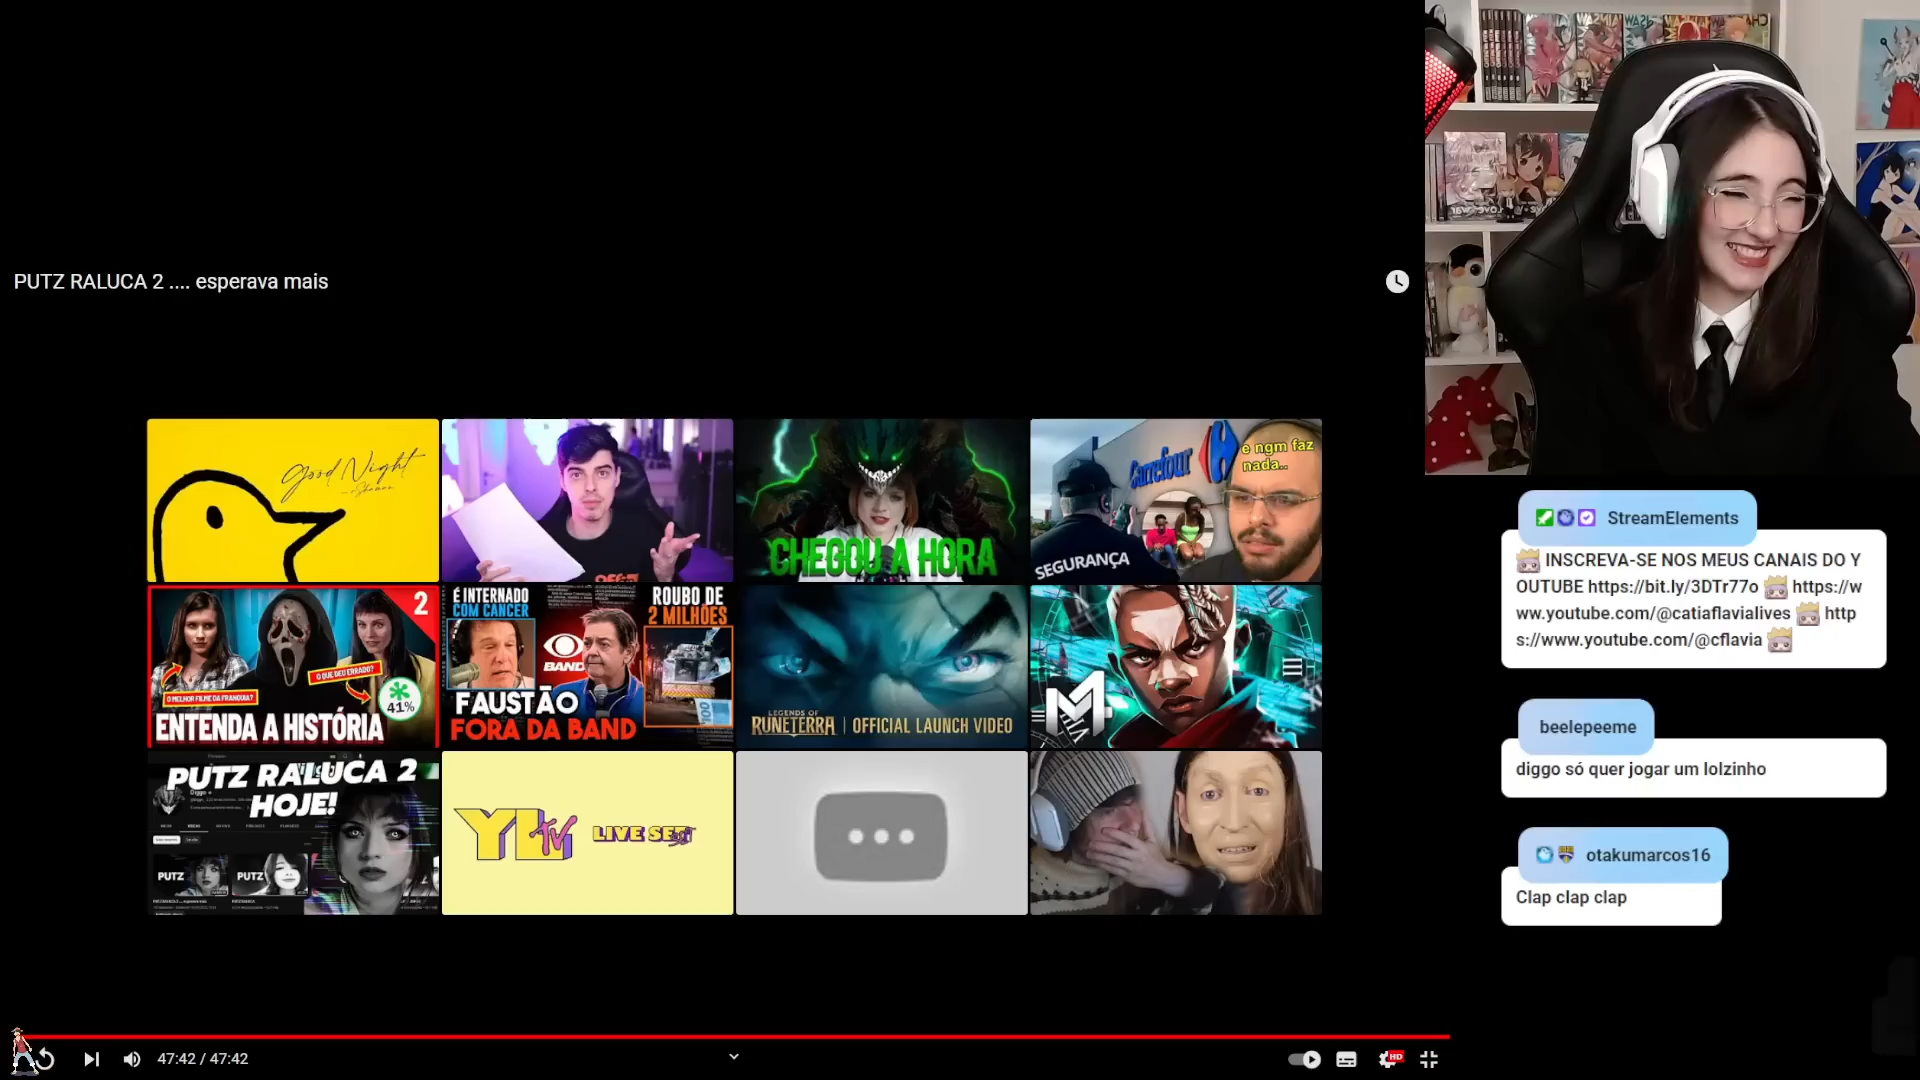 PUTZ RALUCA 2 .... esperava mais
Good Night
CHEGOU A HORA
Carrefour
e ngm faz
nada..
SEGURANÇA
2
O MELHOR FILME DA FRANQUIA?
O QUE DEU ERRADO?
41%
ENTENDA A HISTÓRIA
É INTERNADO
COM CANCER
ROUBO DE
2 MILHÕES
BAND
100
FAUSTÃO
FORA DA BAND
LEGENDS OF
RUNETERRA | OFFICIAL LAUNCH VIDEO
M
PUTZ RALUCA 2
HOJE!
Diggo
PUTZ
PUTZ
TV
LIVE
StreamElements
INSCREVA-SE NOS MEUS CANAIS DO Y
OUTUBE https://bit.ly/3DTr77o https://w
ww.youtube.com/@catiaflavialives http
s://www.youtube.com/@cflavia
beelepeeme
diggo só quer jogar um lolzinho
otakumarcos16
Clap clap clap
47:42 / 47:42
HD